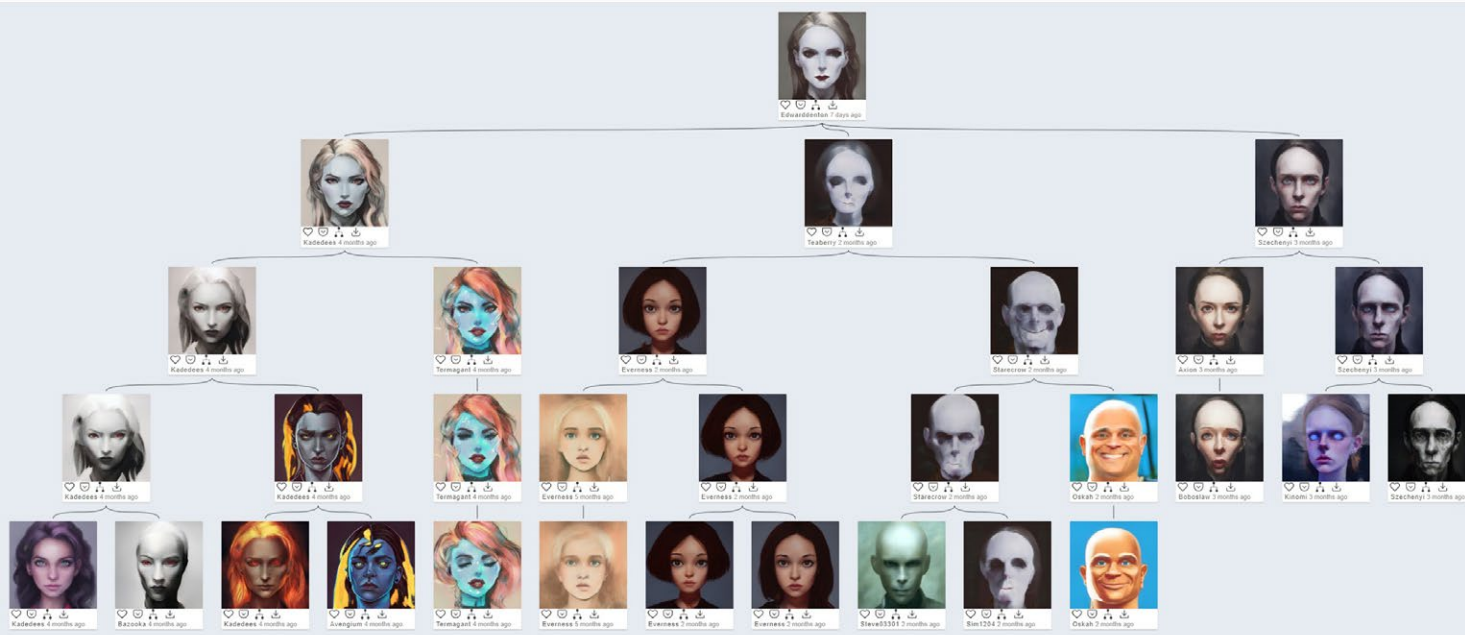 Edwarddenton 7 days ago
Kadedees 4 months ago
Teaberry 2 months ago
Szechenyi 3 months ago
Kadedees 4 months ago
Termagant 4 months ago
Everness 2 months ago
Starecrow 2 months ago
Axion 3 months ago
Szechenyi 3 months ago
Kadedees 4 months ago
Kadedees 4 months ago
Termagant 4 months ago
Everness 5 months ago
Everness 2 months ago
Starecrow 2 months ago
Oskah 2 months ago
Boboslaw 3 months ago
Kinomi 3 months ago
Szechenyi 3 months ago
Kadedees 4 months ago
Bazooka 4 months ago
Kadedees 4 months ago
Avengium 4 months ago
Termagant 4 months ago
Everness 5 months ago
Everness 2 months ago
Everness 2 months ago
2 months ago
Sim1234 2 months ago
Oskah 2 months ago